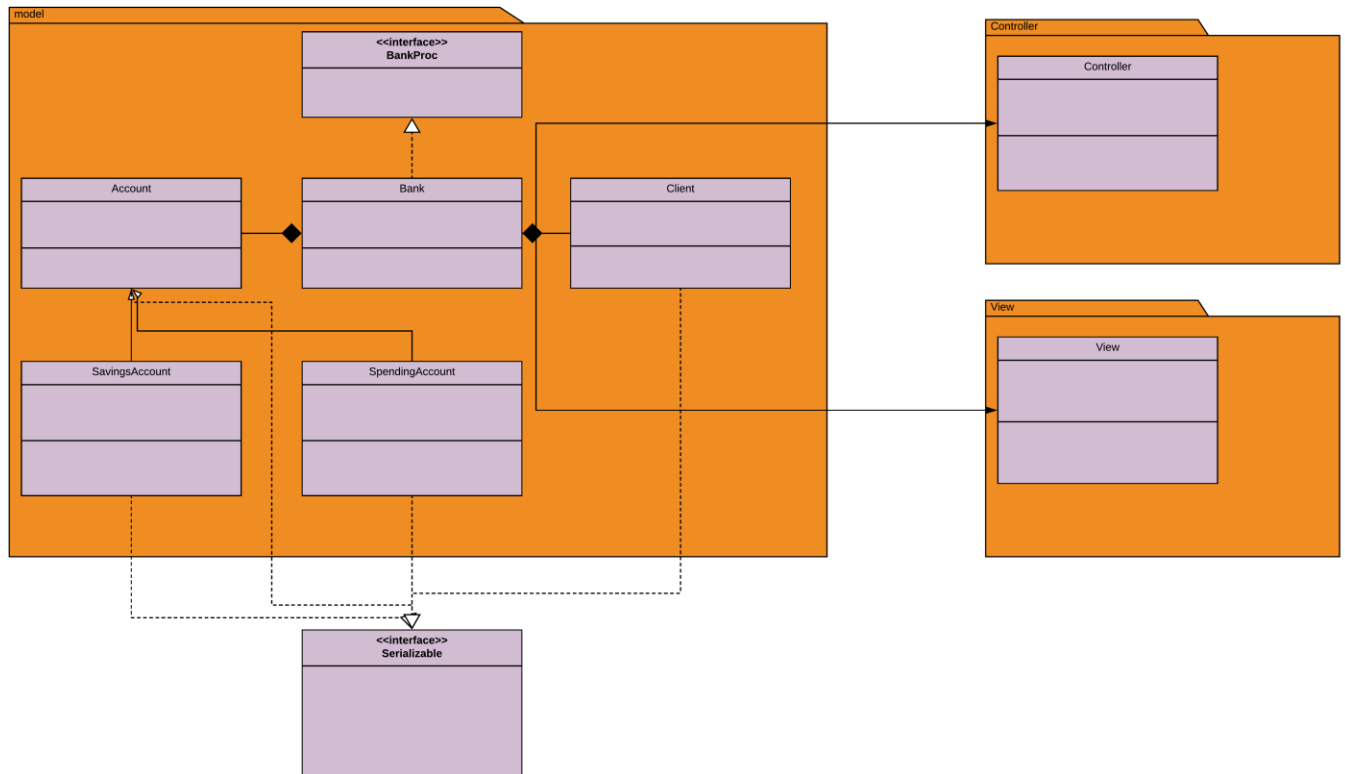 model
<<interface>>
BankProc
Account
Bank
Client
SavingsAccount
SpendingAccount
<<interface>>
Serializable
Controller
Controller
View
View